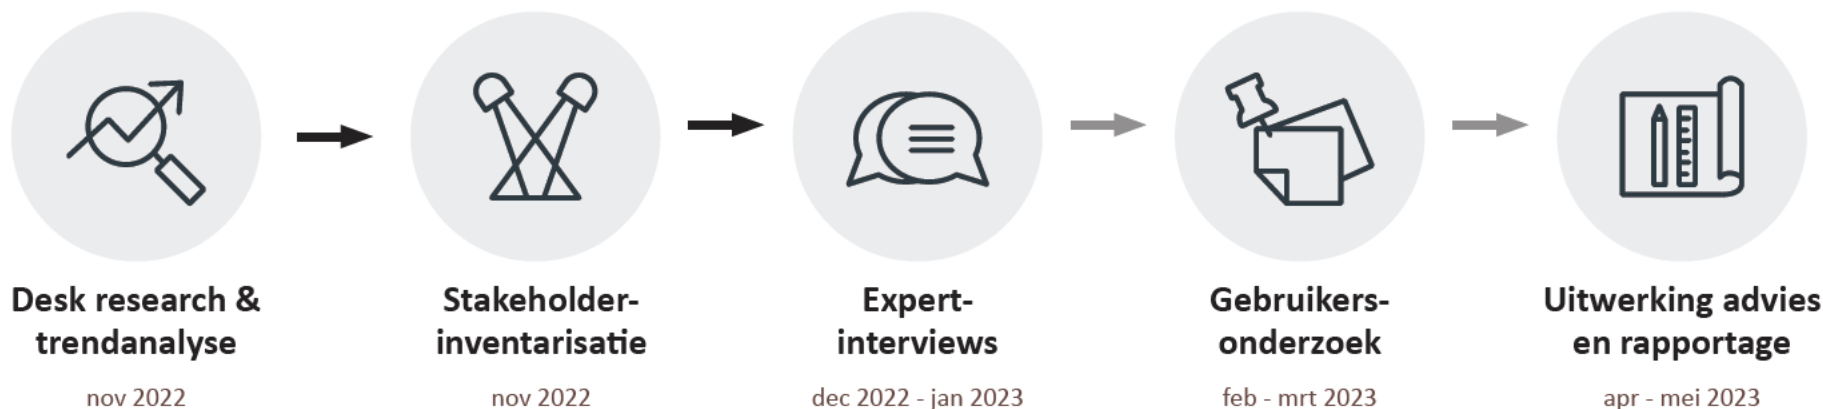 Desk research &
trendanalyse
nov 2022
Stakeholder-
inventarisatie
nov 2022
Expert-
interviews
dec 2022 - jan 2023
Gebruikers-
onderzoek
feb - mrt 2023
Uitwerking advies
en rapportage
apr - mei 2023